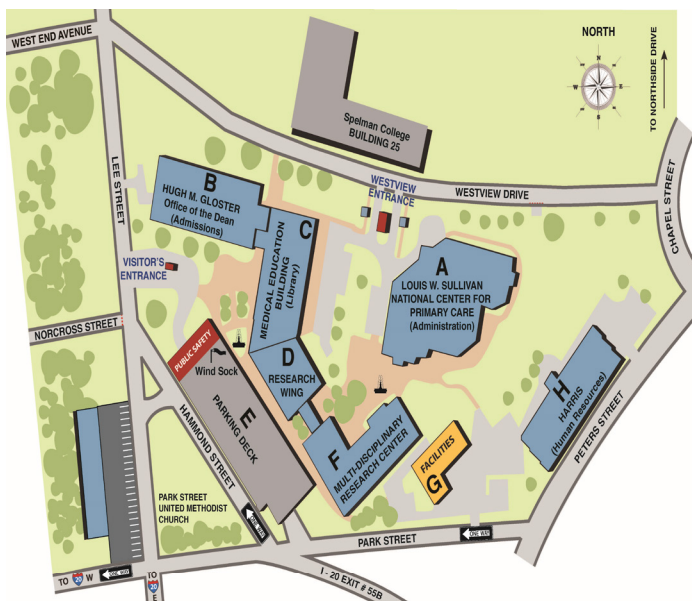 WEST END AVENUE
NORTH
N
W
E
S
TO NORTHSIDE DRIVE
Spelman College
BUILDING 25
LEE STREET
B
HUGH M. GLOSTER
Office of the Dean
(Admissions)
WESTVIEW
ENTRANCE
WESTVIEW DRIVE
CHAPEL STREET
C
MEDICAL EDUCATION
BUILDING
(Library)
VISITOR'S
ENTRANCE
A
LOUIS W. SULLIVAN
NATIONAL CENTER FOR
PRIMARY CARE
(Administration)
NORCROSS STREET
PUBLIC SAFETY
Wind Sock
D
RESEARCH
WING
E
PARKING DECK
H
HARRIS
(Human Resources)
PETERS STREET
HAMMOND STREET
F
MULTI-DISCIPLINARY
RESEARCH CENTER
FACILITIES
G
PARK STREET
UNITED METHODIST
CHURCH
ONE WAY
PARK STREET
ONE WAY
TO 20 W
ONE WAY
TO
20
E
I - 20 EXIT # 55B